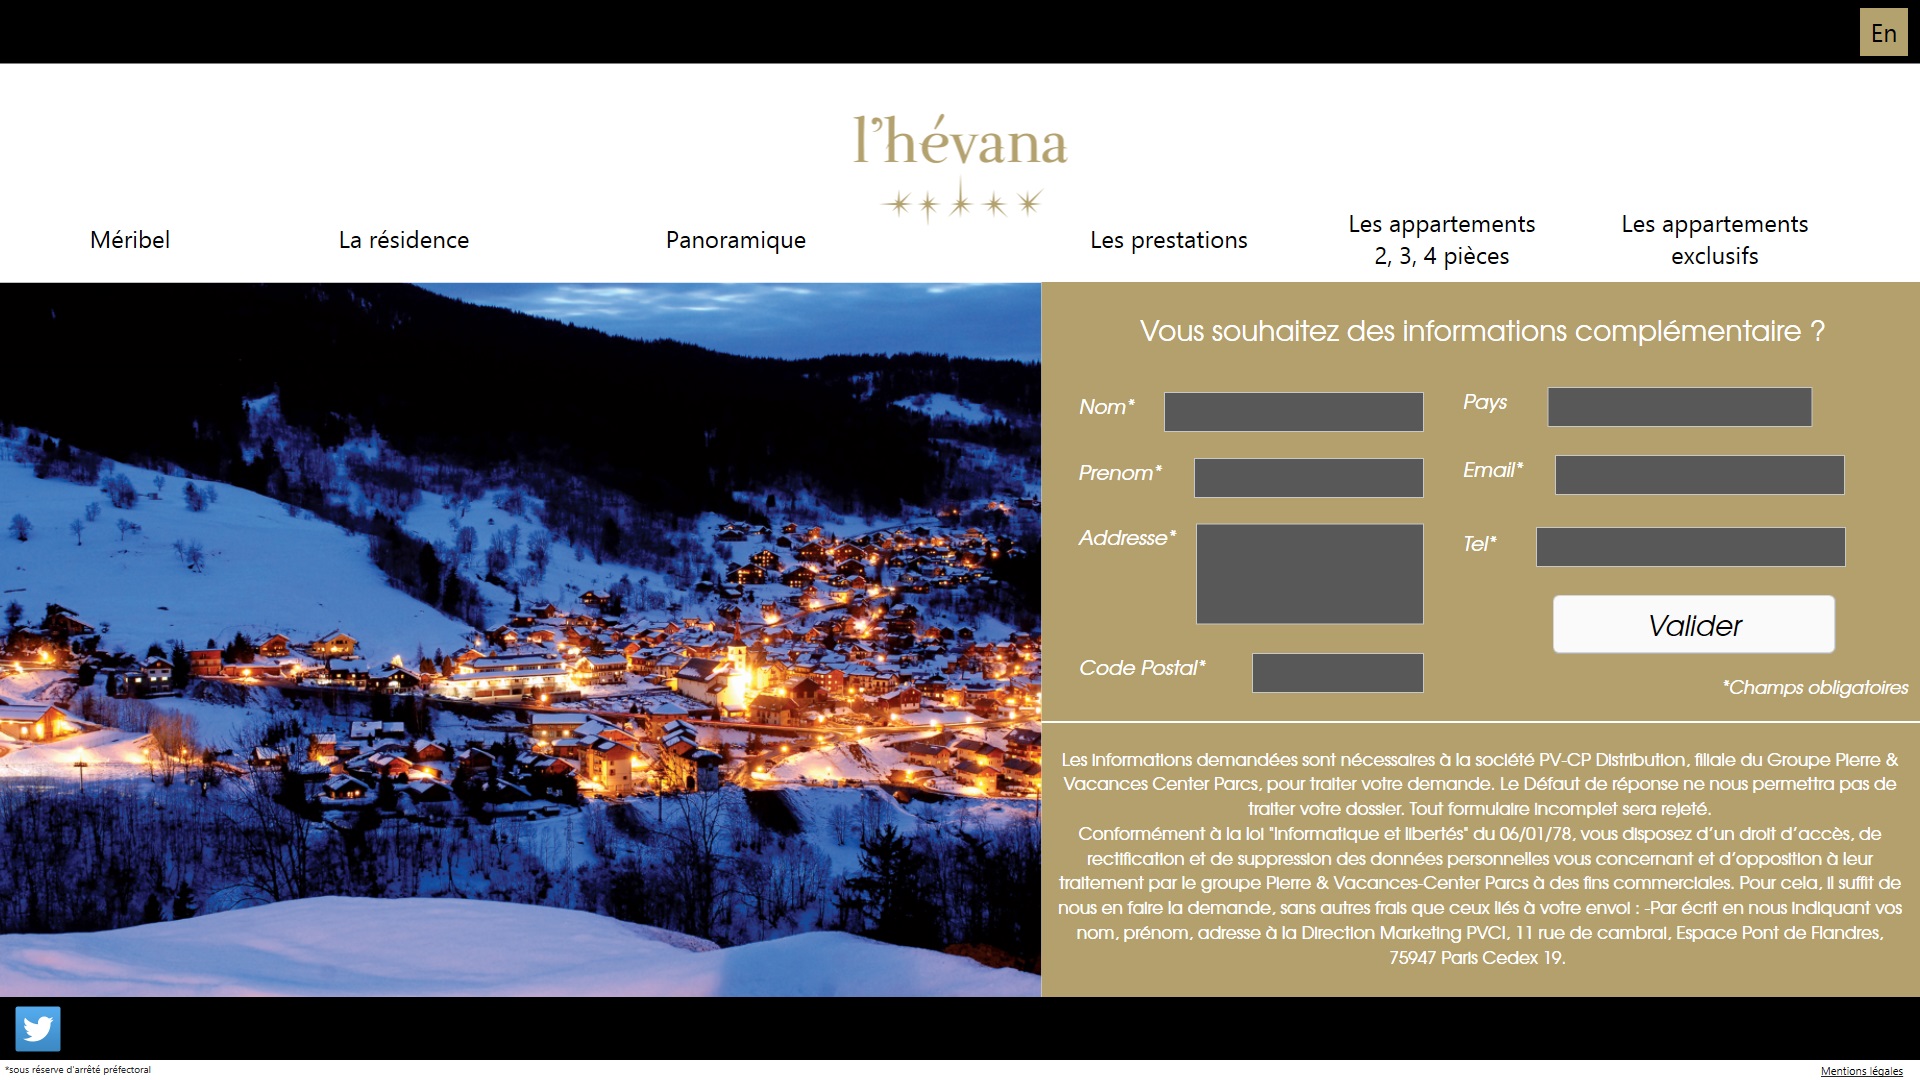 En
l'hévana
Méribel
La résidence
Panoramique
Les prestations
Les appartements
2, 3, 4 pièces
Les appartements
exclusifs
Vous souhaitez des informations complémentaire ?
Nom*
Pays
Prenom*
Email*
Addresse*
Tel*
Valider
Code Postal*
*Champs obligatoires
Les informations demandées sont nécessaires à la société PV-CP Distribution, filiale du Groupe Pierre &
Vacances Center Parcs, pour traiter votre demande. Le Défaut de réponse ne nous permettra pas de
traiter votre dossier. Tout formulaire incomplet sera rejeté.
Conformément à la loi "informatique et libertés" du 06/01/78, vous disposez d'un droit d'accès, de
rectification et de suppression des données personnelles vous concernant et d'opposition à leur
traitement par le groupe Pierre & Vacances-Center Parcs à des fins commerciales. Pour cela, il suffit de
nous en faire la demande, sans autres frais que ceux liés à votre envoi : -Par écrit en nous indiquant vos
nom, prénom, adresse à la Direction Marketing PVCI, 11 rue de cambrai, Espace Pont de Flandres,
75947 Paris Cedex 19.
*sous réserve d'arrêté préfectoral
Mentions légales